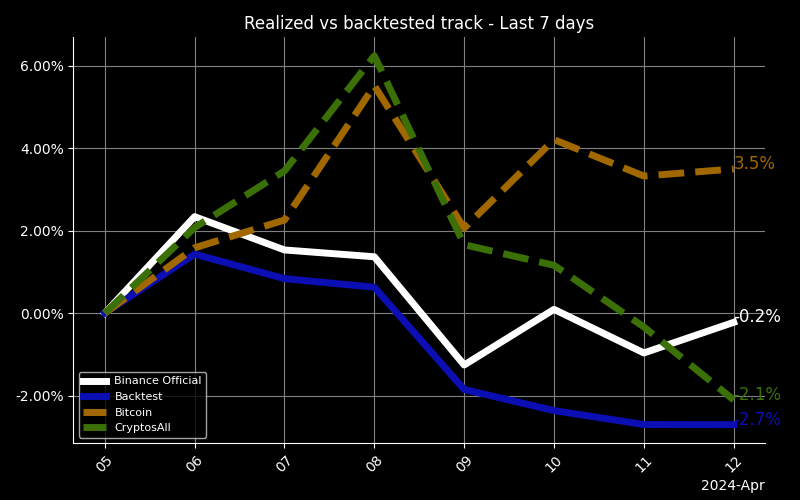 Realized vs backtested track - Last 7 days
6.00%
4.00%
2.00%
0.00%
-2.00%
3.5%
-0.2%
-2.1%
-2.7%
Binance Official
Backtest
Bitcoin
CryptosAll
05
06
07
08
09
10
11
12
2024-Apr